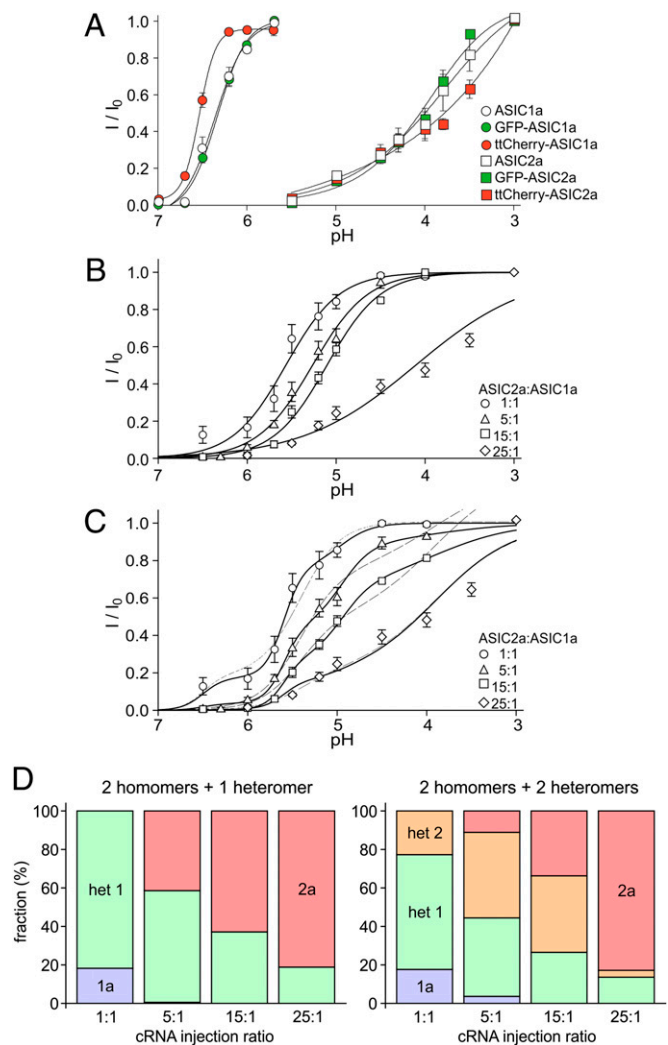 A
I / I0
1.0
0.8
0.6
0.4
0.2
0.0
7 6 5 4 3
pH
ASIC1a
GFP-ASIC1a
ttCherry-ASIC1a
ASIC2a
GFP-ASIC2a
ttCherry-ASIC2a
B
I / I0
1.0
0.8
0.6
0.4
0.2
0.0
7 6 5 4 3
pH
ASIC2a:ASIC1a
1:1
5:1
15:1
25:1
C
I / I0
1.0
0.8
0.6
0.4
0.2
0.0
7 6 5 4 3
pH
ASIC2a:ASIC1a
1:1
5:1
15:1
25:1
D
2 homomers + 1 heteromer
fraction (%)
100
80
60
40
20
0
het 1
1a
2a
1:1 5:1 15:1 25:1
cRNA injection ratio
2 homomers + 2 heteromers
100
80
60
40
20
0
het 2
het 1
1a
2a
1:1 5:1 15:1 25:1
cRNA injection ratio